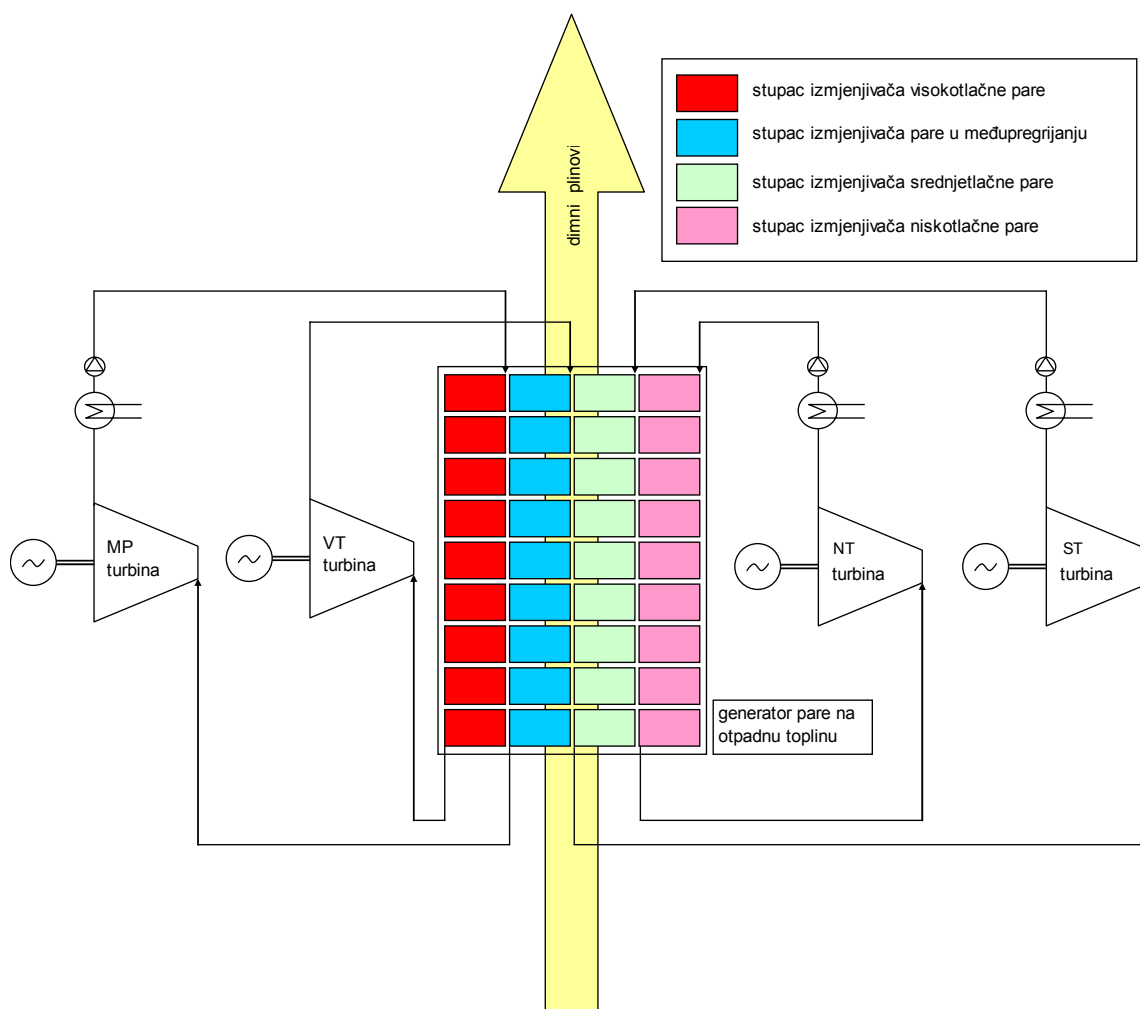 stupac izmjenjivača visokotlačne pare
stupac izmjenjivača pare u međupregrijanju
stupac izmjenjivača srednjetlačne pare
stupac izmjenjivača niskotlačne pare
dimni plinovi
MP
turbina
VT
turbina
NT
turbina
ST
turbina
generator pare na
otpadnu toplinu